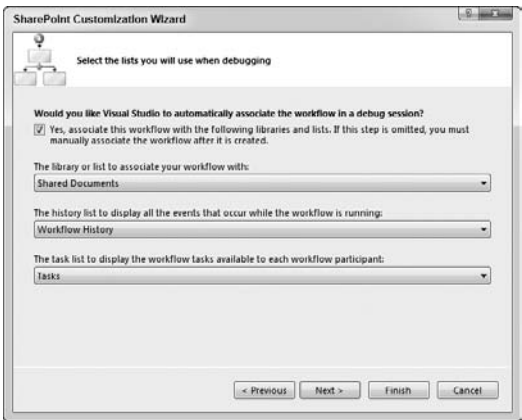 SharePoint Customization Wizard
Select the lists you will use when debugging
Would you like Visual Studio to automatically associate the workflow in a debug session?
Yes, associate this workflow with the following libraries and lists. If this step is omitted, you must
manually associate the workflow after it is created.
The library or list to associate your workflow with:
Shared Documents
The history list to display all the events that occur while the workflow is running:
Workflow History
The task list to display the workflow tasks available to each workflow participant:
Tasks
< Previous Next > Finish Cancel